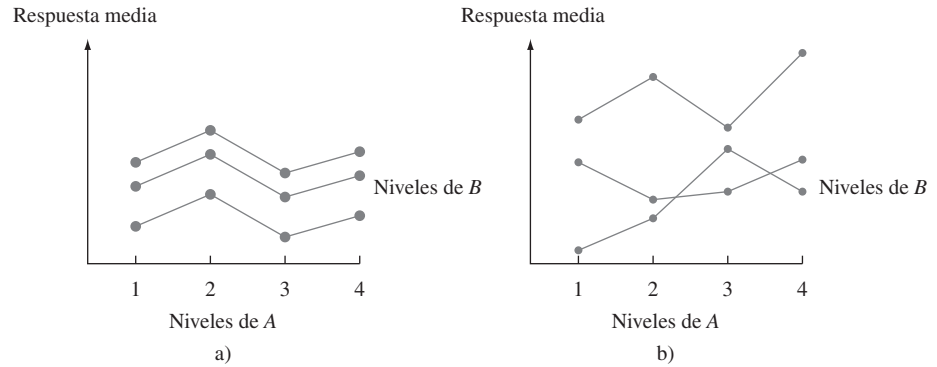 Respuesta media
Niveles de B
1 2 3 4
Niveles de A
a)
Respuesta media
Niveles de B
1 2 3 4
Niveles de A
b)